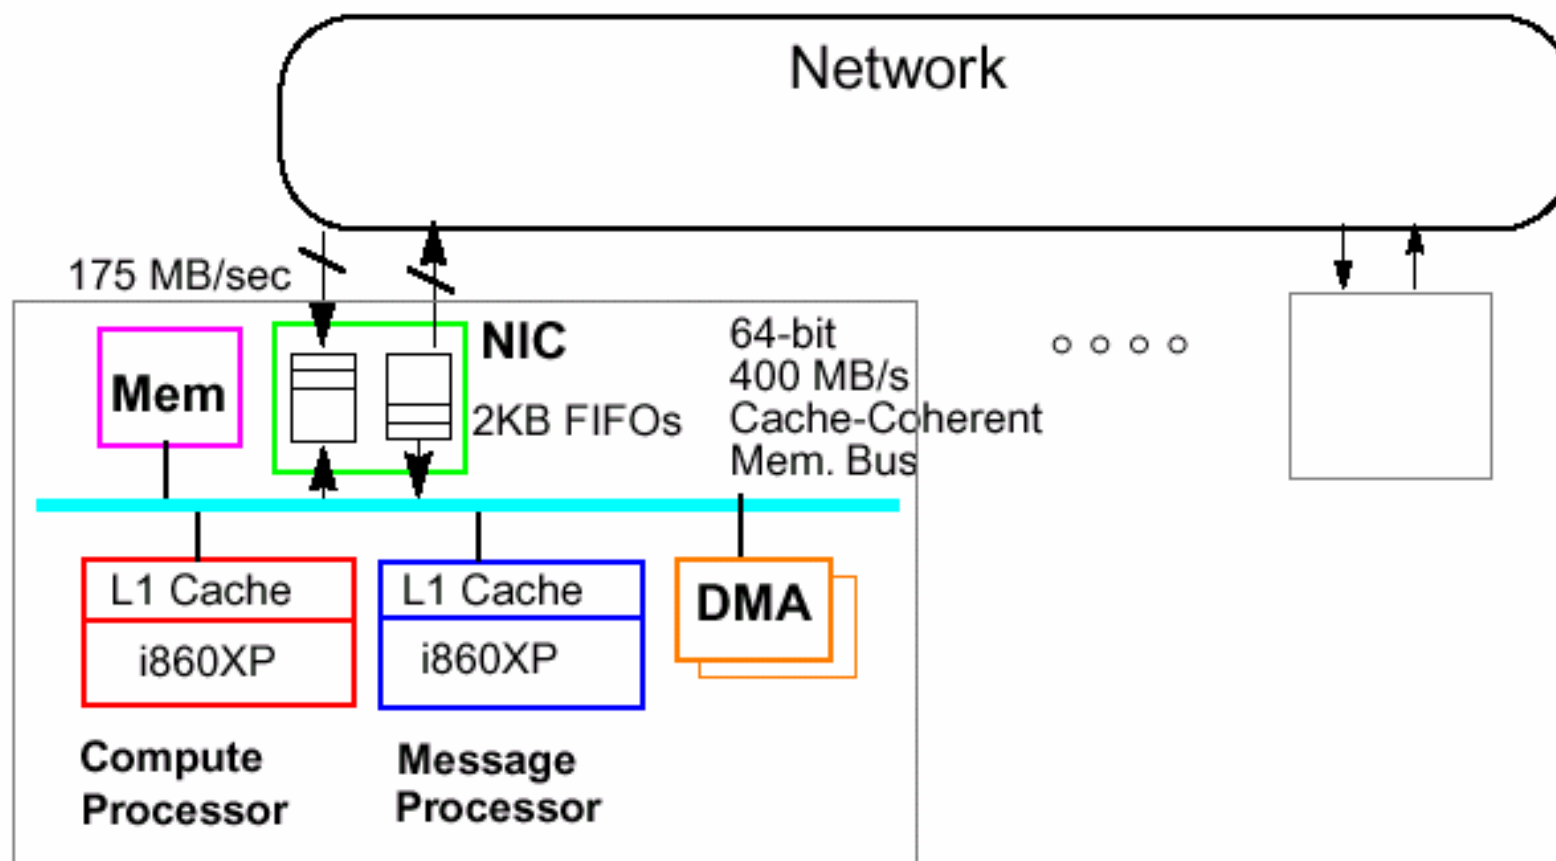 Network
175 MB/sec
NIC
64-bit
400 MB/s
Cache-Coherent
Mem. Bus
Mem
2KB FIFOs
L1 Cache
i860XP
L1 Cache
i860XP
DMA
Compute
Processor
Message
Processor